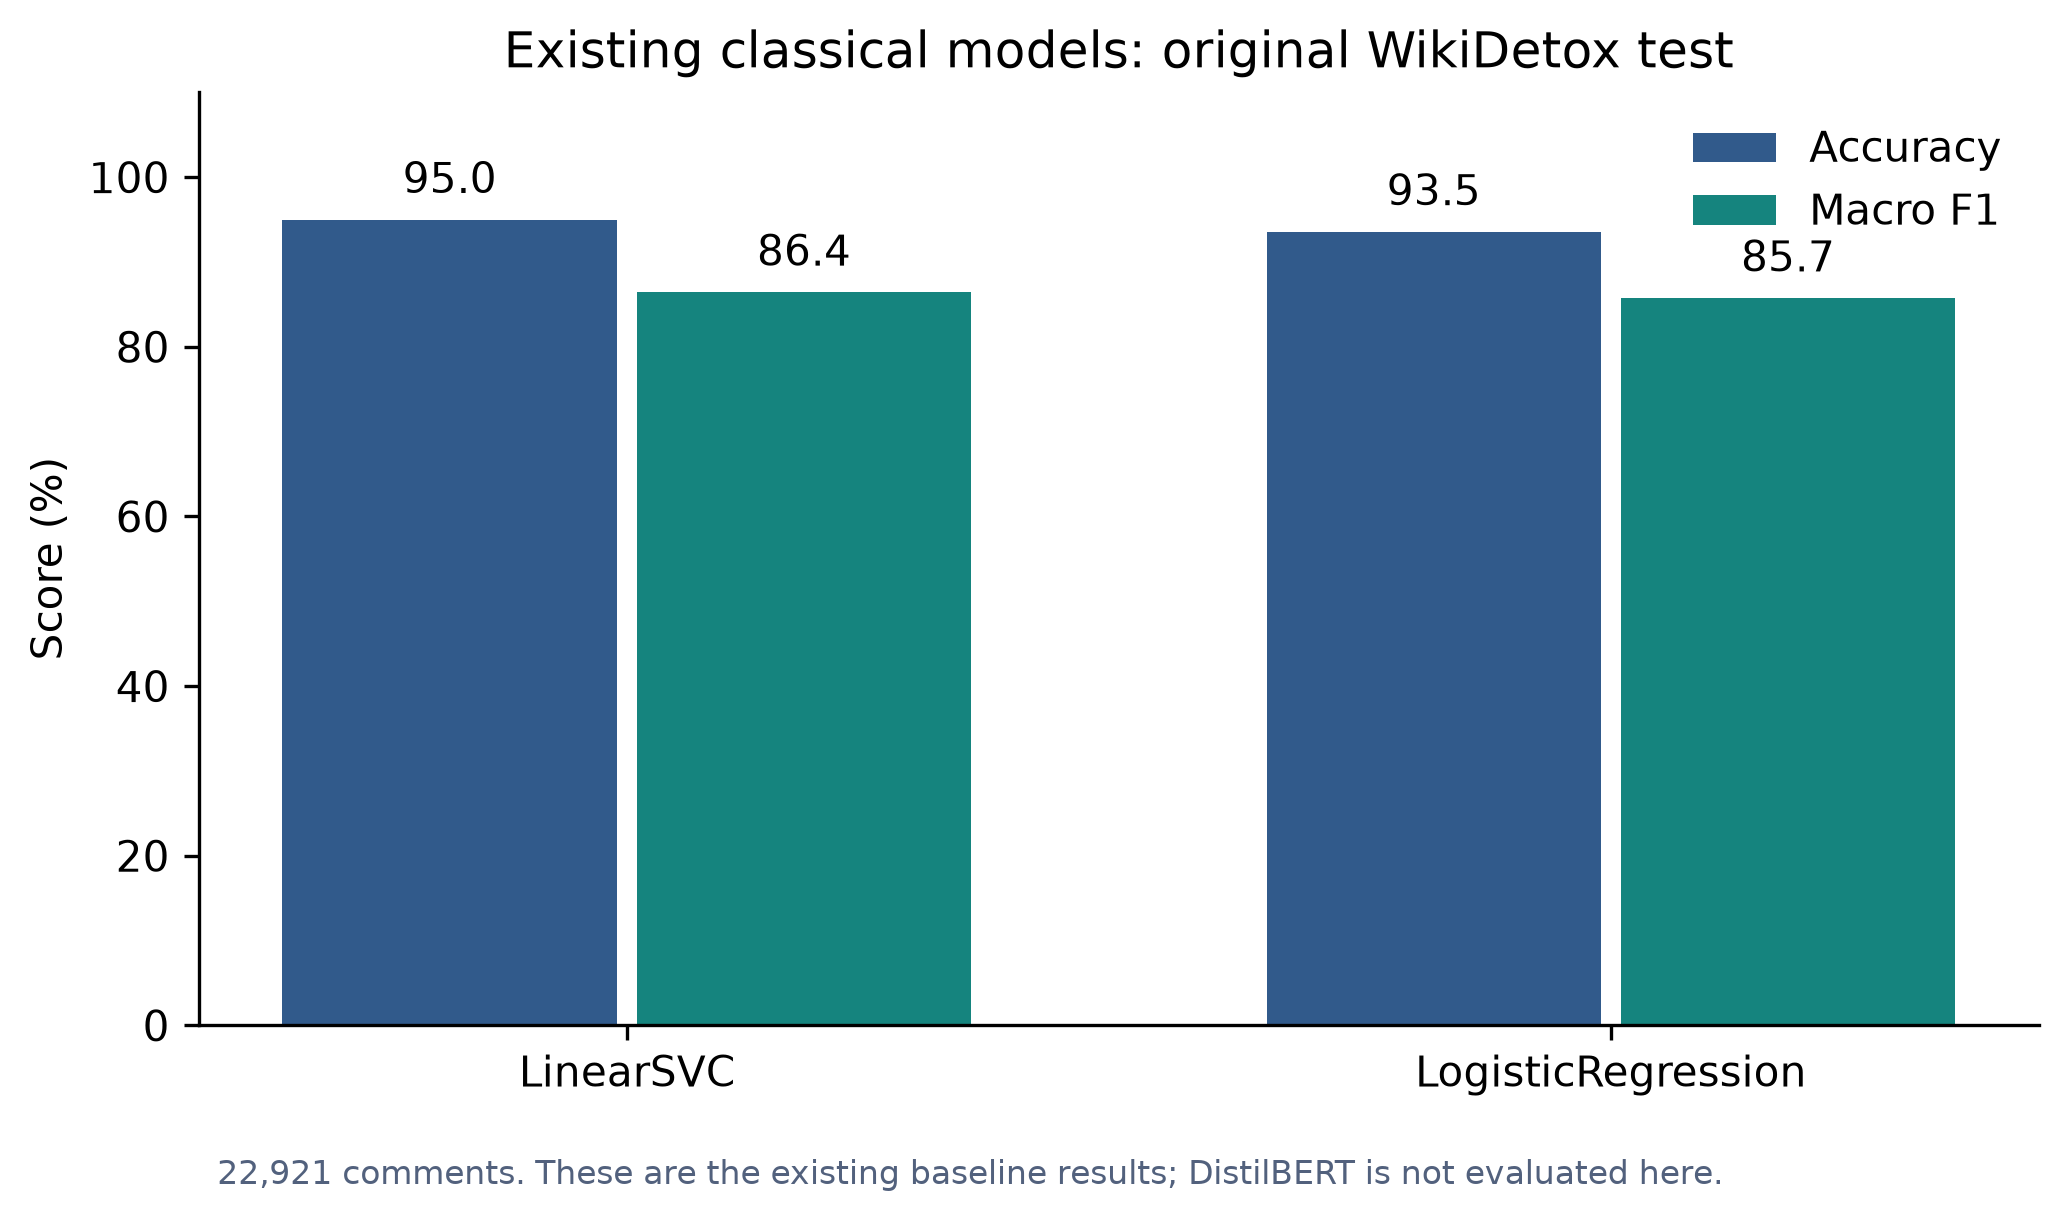 Existing classical models: original WikiDetox test
Accuracy
Macro F1
95.0
86.4
93.5
85.7
100
80
60
40
20
0
Score (%)
LinearSVC
LogisticRegression
22,921 comments. These are the existing baseline results; DistilBERT is not evaluated here.